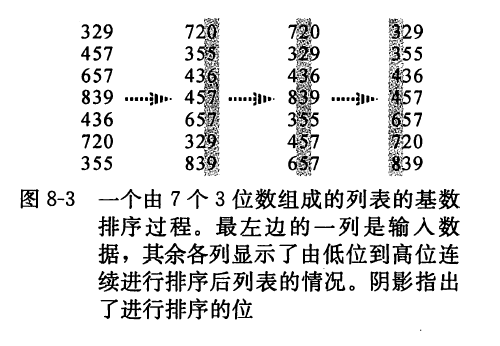 329 720 720 329
457 355 329 355
657 436 436 436
839 457 839 457
436 657 355 657
720 329 457 720
355 839 657 839
图 8-3 一个由 7 个 3 位数组成的列表的基数
排序过程。最左边的一列是输入数
据，其余各列显示了由低位到高位连
续进行排序后列表的情况。阴影指出
了进行排序的位